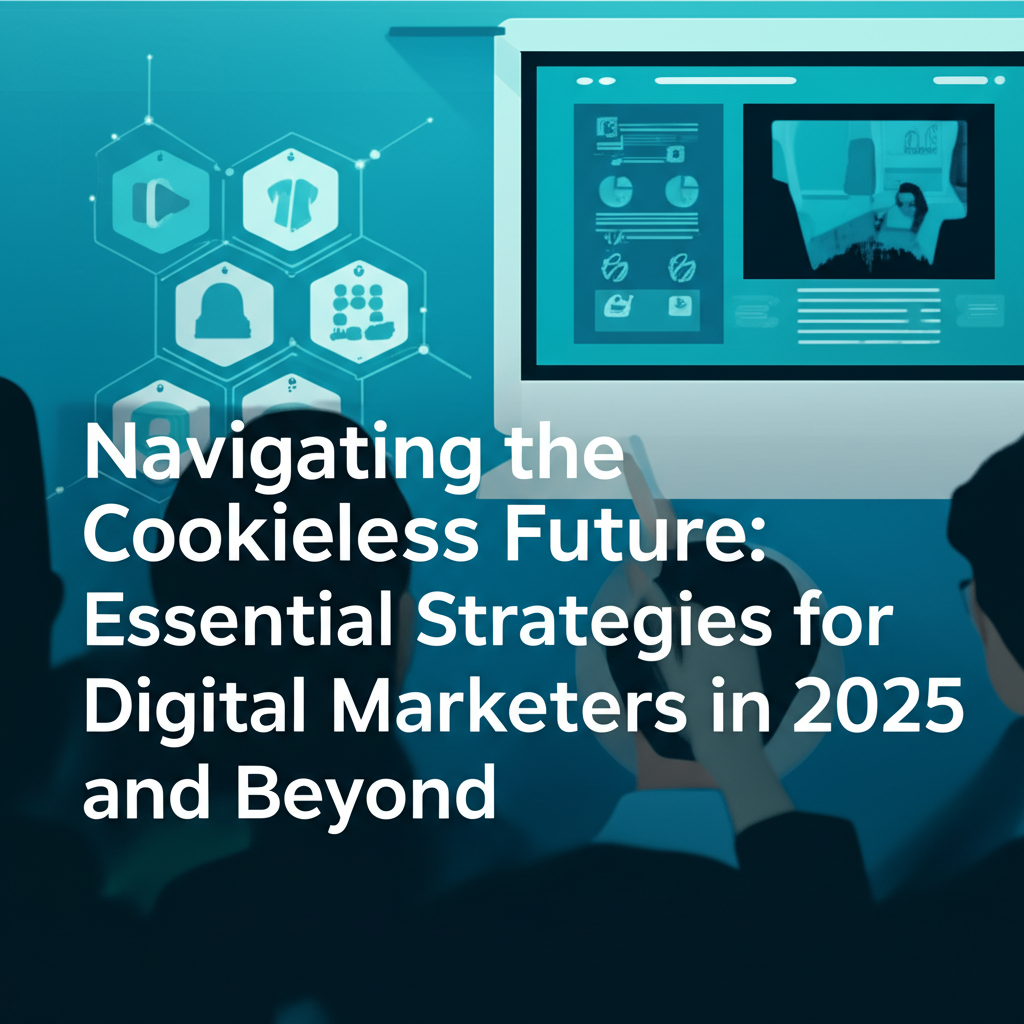 Navigating the
Cookieless Future:
Essential Strategies for
Digital Marketers in 2025
and Beyond